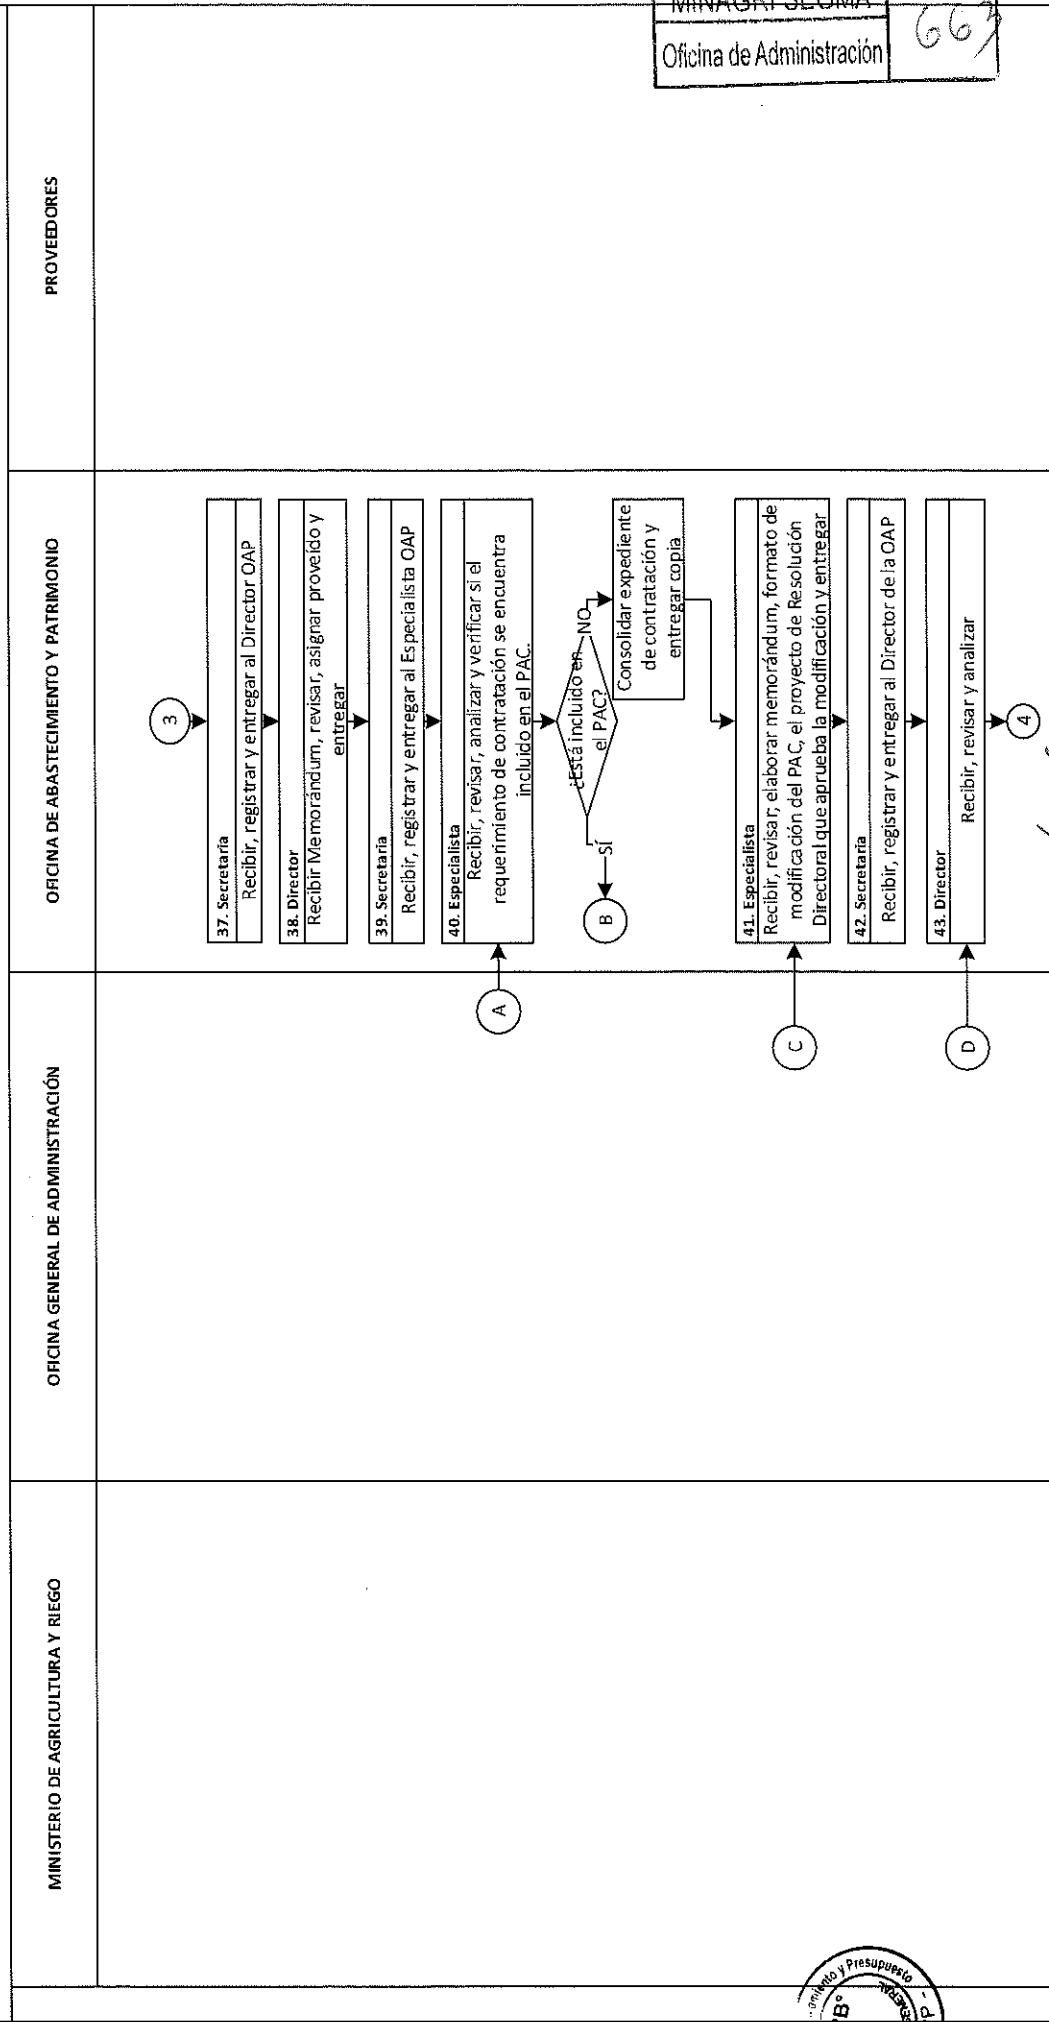 MINISTERIO DE AGRICULTURA Y RIEGO
OFICINA GENERAL DE ADMINISTRACIÓN
OFICINA DE ABASTECIMIENTO Y PATRIMONIO
PROVEEDORES
3
37. Secretaria
Recibir, registrar y entregar al Director OAP
38. Director
Recibir Memorándum, revisar, asignar proveído y
entregar
39. Secretaria
Recibir, registrar y entregar al Especialista OAP
A
40. Especialista
Recibir, revisar, analizar y verificar si el
requerimiento de contratación se encuentra
incluido en el PAC.
¿Está incluido en
el PAC?
SÍ
B
NO
Consolidar expediente
de contratación y
entregar copia
C
41. Especialista
Recibir, revisar, elaborar memorándum, formato de
modificación del PAC, el proyecto de Resolución
Directoral que aprueba la modificación y entregar
42. Secretaria
Recibir, registrar y entregar al Director de la OAP
D
43. Director
Recibir, revisar y analizar
4
Oficina de Administración
663
y Presupuesto